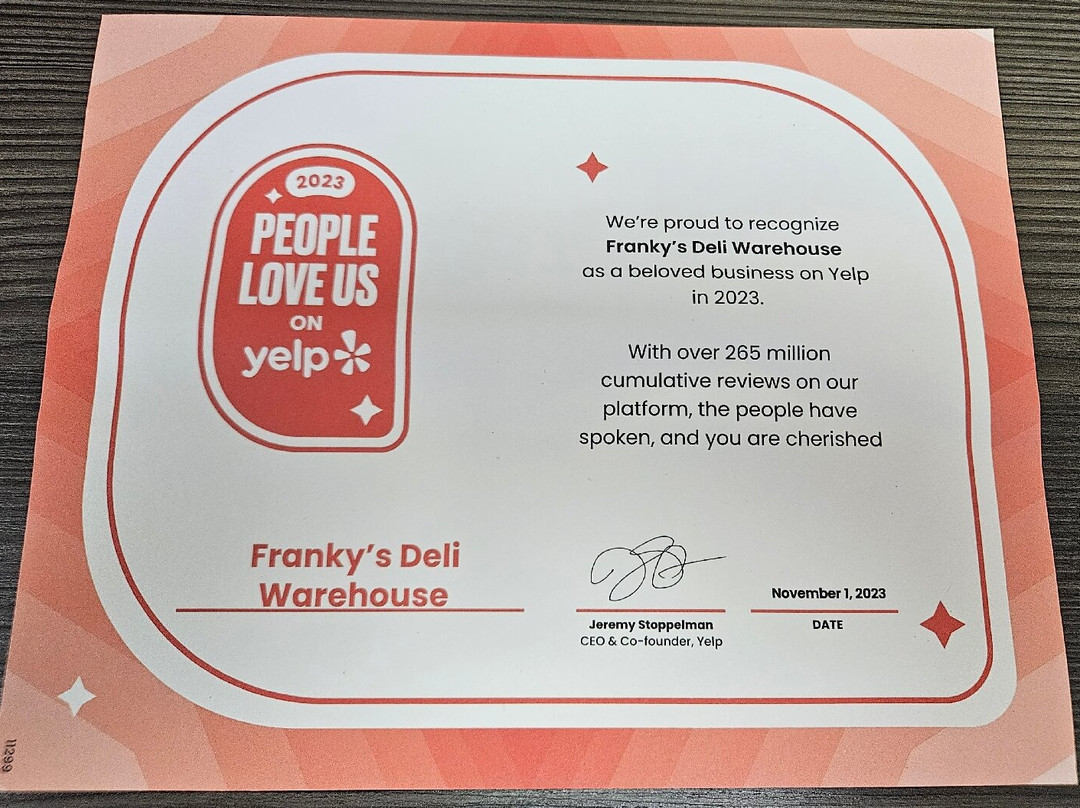 2023
PEOPLE
LOVE US
ON
yelp
We're proud to recognize
Franky's Deli Warehouse
as a beloved business on Yelp
in 2023.
With over 265 million
cumulative reviews on our
platform, the people have
spoken, and you are cherished
Franky's Deli
Warehouse
Jeremy Stoppelman
CEO & Co-founder, Yelp
November 1, 2023
DATE
11299